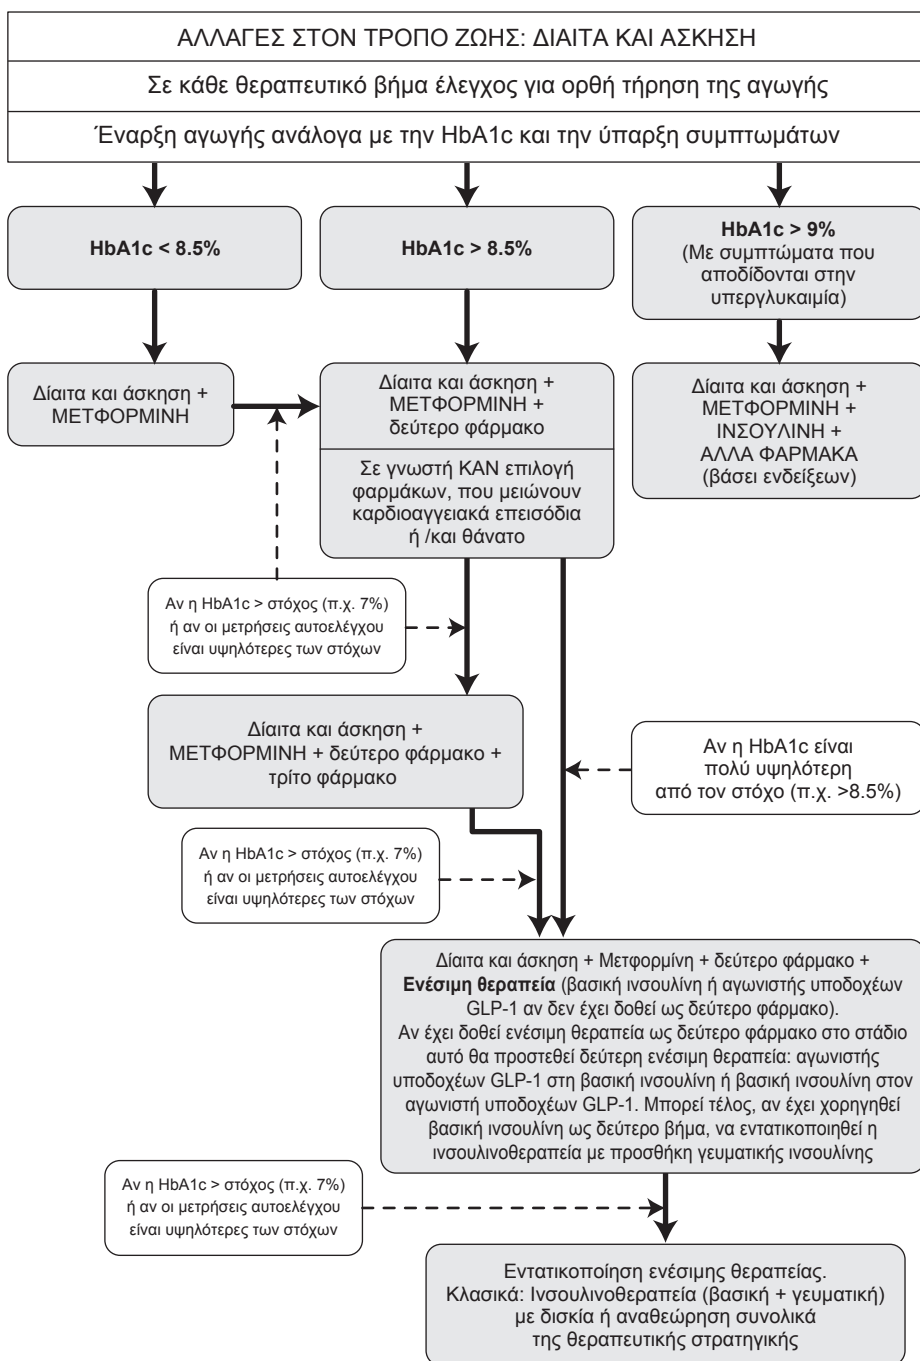 ΑΛΛΑΓΕΣ ΣΤΟΝ ΤΡΟΠΟ ΖΩΗΣ: ΔΙΑΙΤΑ ΚΑΙ ΑΣΚΗΣΗ
Σε κάθε θεραπευτικό βήμα έλεγχος για ορθή τήρηση της αγωγής
Έναρξη αγωγής ανάλογα με την HbA1c και την ύπαρξη συμπτωμάτων
HbA1c < 8.5%
HbA1c > 8.5%
HbA1c > 9%
(Με συμπτώματα που
αποδίδονται στην
υπεργλυκαιμία)
Δίαιτα και άσκηση +
ΜΕΤΦΟΡΜΙΝΗ
Δίαιτα και άσκηση +
ΜΕΤΦΟΡΜΙΝΗ +
δεύτερο φάρμακο
Σε γνωστή ΚΑΝ επιλογή
φαρμάκων, που μειώνουν
καρδιοαγγειακά επεισόδια
ή /και θάνατο
Δίαιτα και άσκηση +
ΜΕΤΦΟΡΜΙΝΗ +
ΙΝΣΟΥΛΙΝΗ +
ΑΛΛΑ ΦΑΡΜΑΚΑ
(βάσει ενδείξεων)
Αν η HbA1c > στόχος (π.χ. 7%)
ή αν οι μετρήσεις αυτοελέγχου
είναι υψηλότερες των στόχων
Δίαιτα και άσκηση +
ΜΕΤΦΟΡΜΙΝΗ + δεύτερο φάρμακο +
τρίτο φάρμακο
Αν η HbA1c είναι
πολύ υψηλότερη
από τον στόχο (π.χ. >8.5%)
Αν η HbA1c > στόχος (π.χ. 7%)
ή αν οι μετρήσεις αυτοελέγχου
είναι υψηλότερες των στόχων
Δίαιτα και άσκηση + Μετφορμίνη + δεύτερο φάρμακο +
Ενέσιμη θεραπεία (βασική ινσουλίνη ή αγωνιστής υποδοχέων
GLP-1 αν δεν έχει δοθεί ως δεύτερο φάρμακο).
Αν έχει δοθεί ενέσιμη θεραπεία ως δεύτερο φάρμακο στο στάδιο
αυτό θα προστεθεί δεύτερη ενέσιμη θεραπεία: αγωνιστής
υποδοχέων GLP-1 στη βασική ινσουλίνη ή βασική ινσουλίνη στον
αγωνιστή υποδοχέων GLP-1. Μπορεί τέλος, αν έχει χορηγηθεί
βασική ινσουλίνη ως δεύτερο βήμα, να εντατικοποιηθεί η
ινσουλινοθεραπεία με προσθήκη γευματικής ινσουλίνης
Αν η HbA1c > στόχος (π.χ. 7%)
ή αν οι μετρήσεις αυτοελέγχου
είναι υψηλότερες των στόχων
Εντατικοποίηση ενέσιμης θεραπείας.
Κλασικά: Ινσουλινοθεραπεία (βασική + γευματική)
με δισκία ή αναθεώρηση συνολικά
της θεραπευτικής στρατηγικής